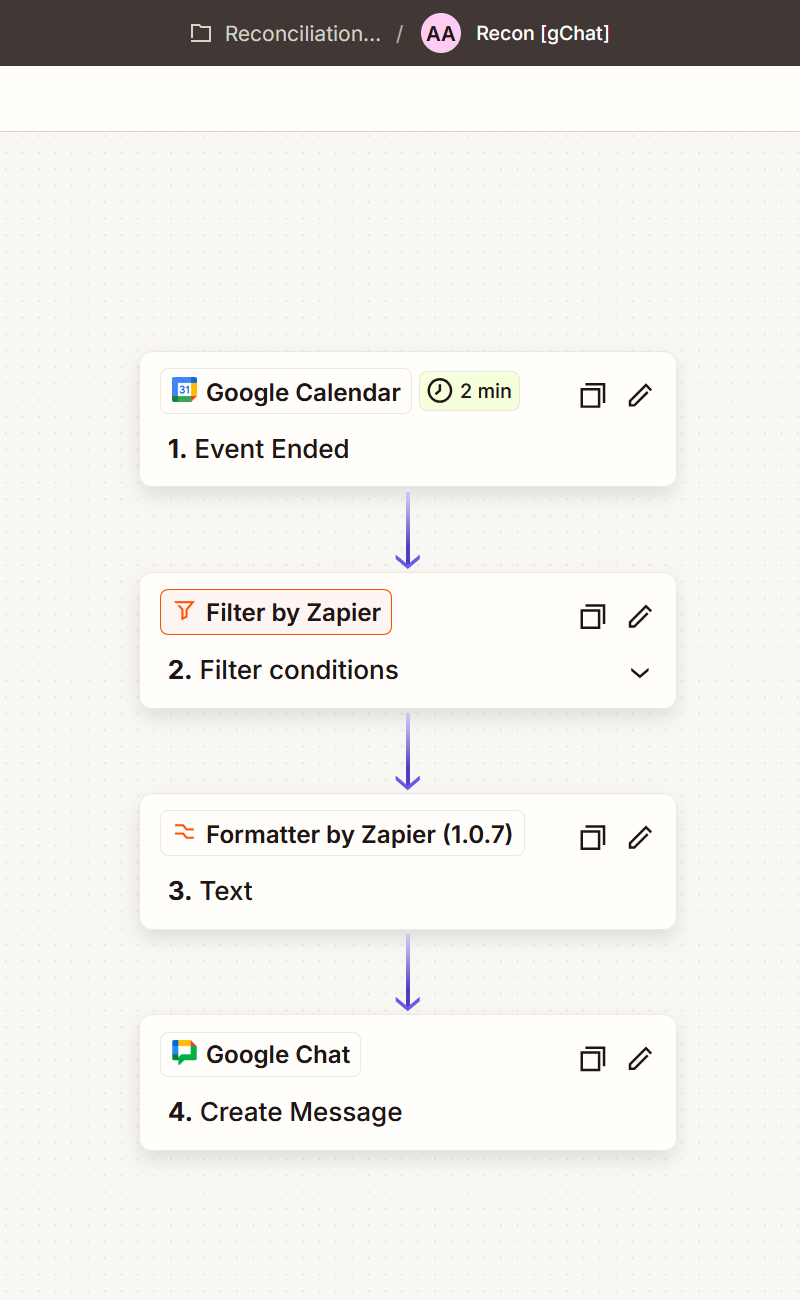 Reconciliation... / AA Recon [gChat]
31 Google Calendar 2 min
1. Event Ended
Filter by Zapier
2. Filter conditions
Formatter by Zapier (1.0.7)
3. Text
Google Chat
4. Create Message